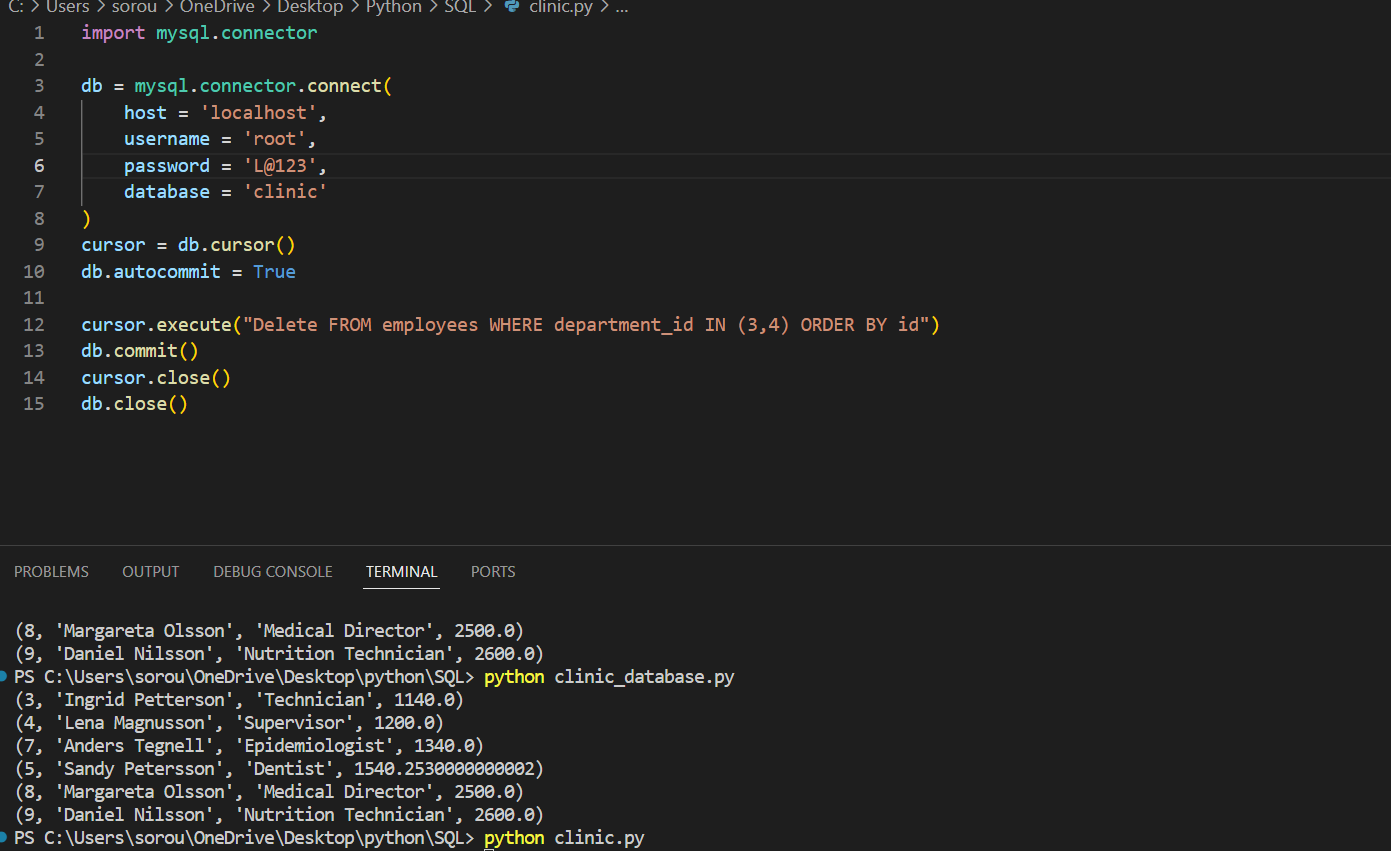 C: > Users > sorou > OneDrive > Desktop > Python > SQL > clinic.py > ...
1 import mysql.connector
2
3 db = mysql.connector.connect(
4     host = 'localhost',
5     username = 'root',
6     password = 'L@123',
7     database = 'clinic'
8 )
9 cursor = db.cursor()
10 db.autocommit = True
11
12 cursor.execute("Delete FROM employees WHERE department_id IN (3,4) ORDER BY id")
13 db.commit()
14 cursor.close()
15 db.close()
PROBLEMS OUTPUT DEBUG CONSOLE TERMINAL PORTS
(8, 'Margareta Olsson', 'Medical Director', 2500.0)
(9, 'Daniel Nilsson', 'Nutrition Technician', 2600.0)
PS C:\Users\sorou\OneDrive\Desktop\python\SQL> python clinic_database.py
(3, 'Ingrid Petterson', 'Technician', 1140.0)
(4, 'Lena Magnusson', 'Supervisor', 1200.0)
(7, 'Anders Tegnell', 'Epidemiologist', 1340.0)
(5, 'Sandy Petersson', 'Dentist', 1540.2530000000002)
(8, 'Margareta Olsson', 'Medical Director', 2500.0)
(9, 'Daniel Nilsson', 'Nutrition Technician', 2600.0)
PS C:\Users\sorou\OneDrive\Desktop\python\SQL> python clinic.py